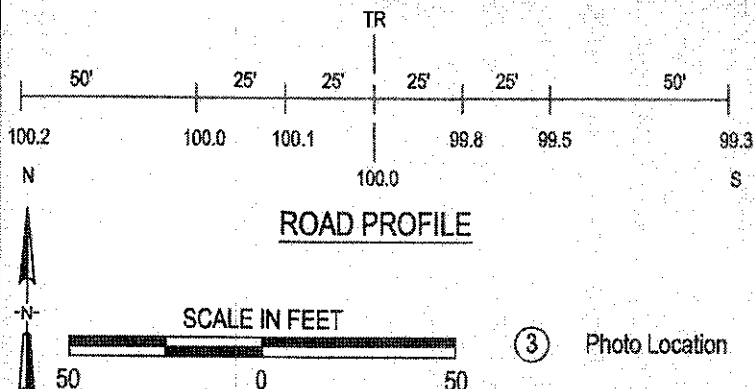 TR
50' 25' 25' 25' 25' 50'
100.2 100.0 100.1 99.8 99.5 99.3
100.0
N S
ROAD PROFILE
-N-
SCALE IN FEET
50 0 50
3 Photo Location